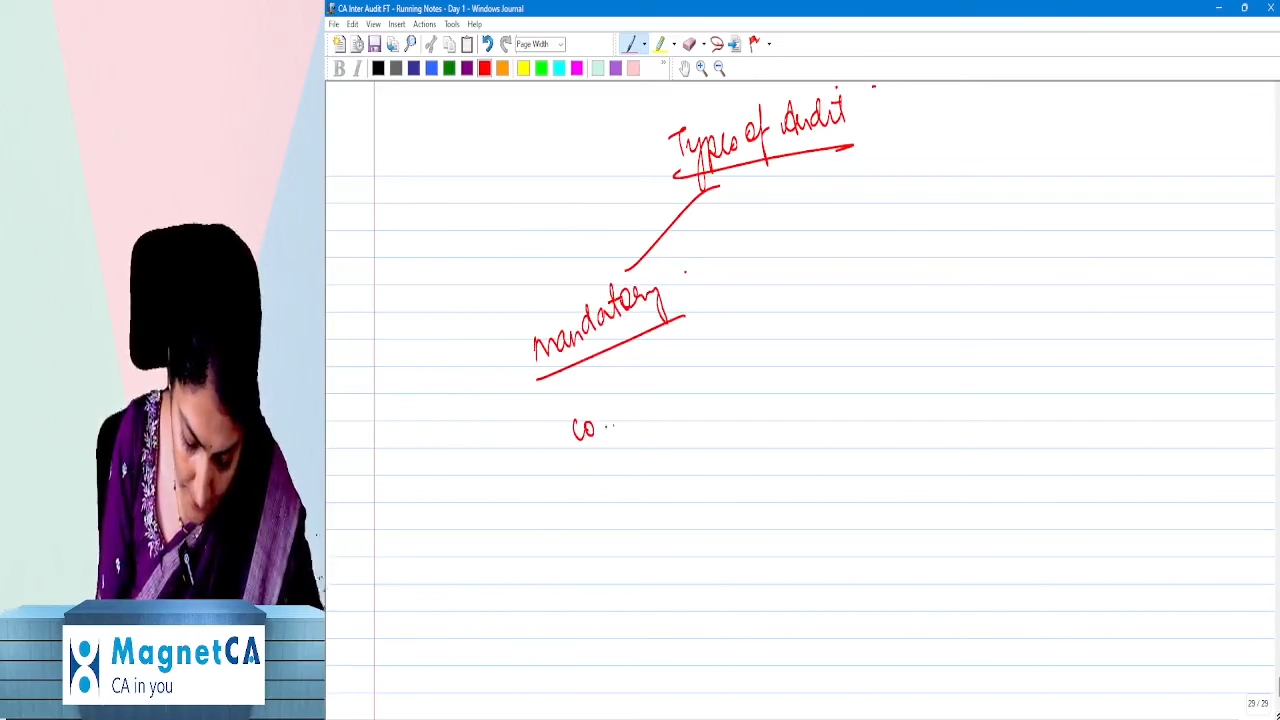 CA Inter Audit FT - Running Notes - Day 1 - Windows Journal
File Edit View Insert Actions Tools Help
Page Width
B I
Types of Audit
Mandatory
CO
MagnetCA
CA in you
29 / 29